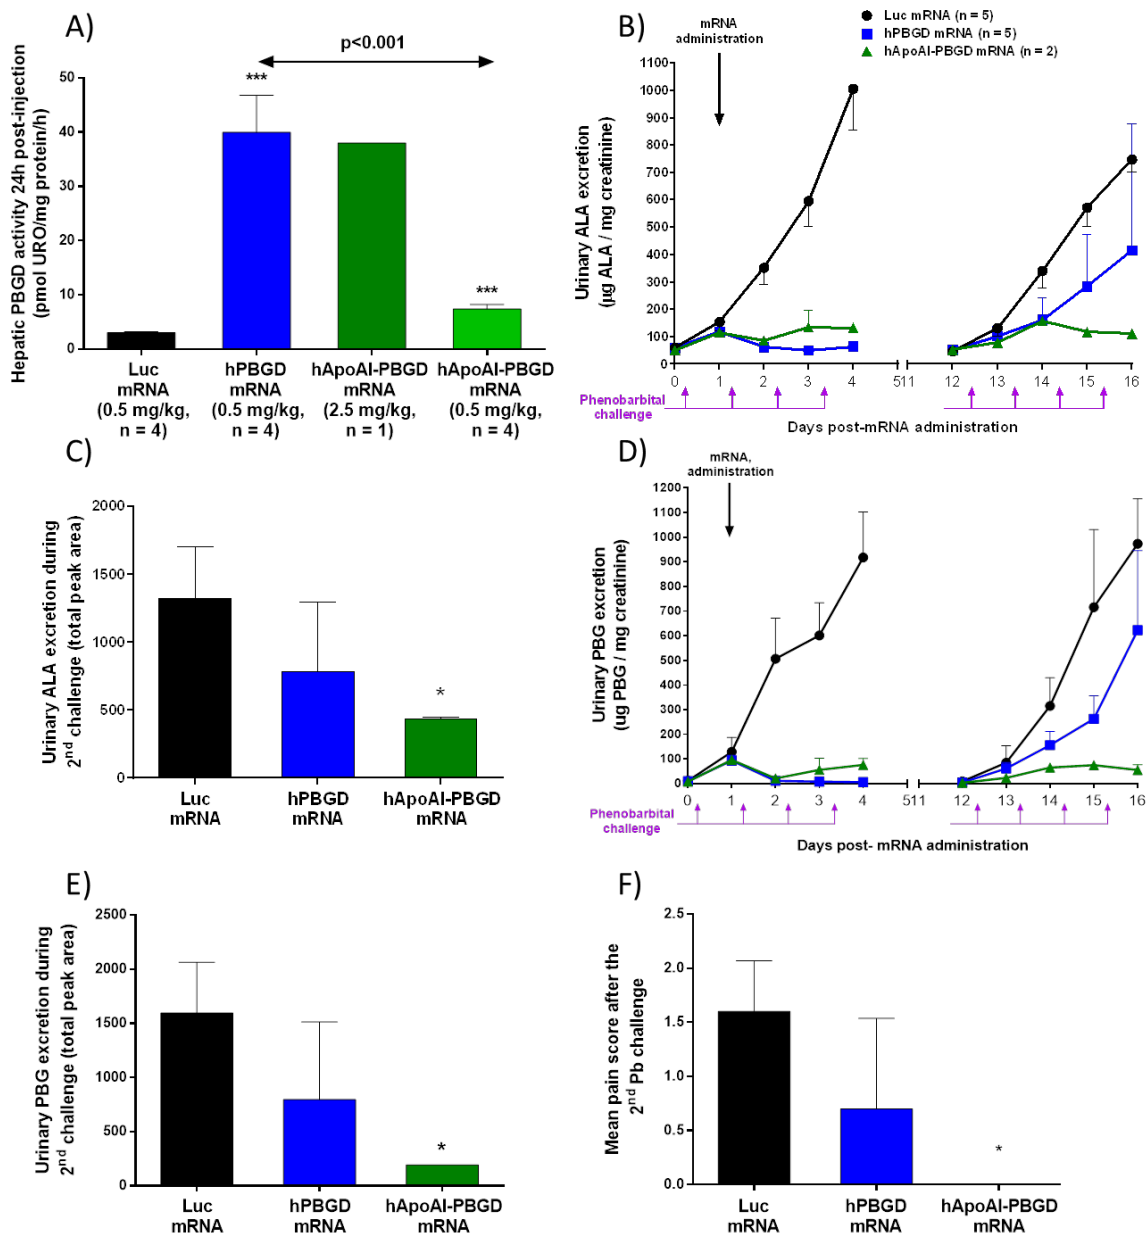 A)
p<0.001
Hepatic PBGD activity 24h post-injection
(pmol URO/mg protein/h)
50
40
30
20
10
0
***
***
Luc
mRNA
(0.5 mg/kg,
n = 4)
hPBGD
mRNA
(0.5 mg/kg,
n = 4)
hApoAI-PBGD
mRNA
(2.5 mg/kg,
n = 1)
hApoAI-PBGD
mRNA
(0.5 mg/kg,
n = 4)
B)
mRNA
administration
Luc mRNA (n = 5)
hPBGD mRNA (n = 5)
hApoAI-PBGD mRNA (n = 2)
Urinary ALA excretion
(µg ALA / mg creatinine)
1100
1000
900
800
700
600
500
400
300
200
100
0
0 1 2 3 4 511 12 13 14 15 16
Phenobarbital
challenge
Days post-mRNA administration
C)
Urinary ALA excretion during
2nd challenge (total peak area)
2000
1500
1000
500
0
*
Luc
mRNA
hPBGD
mRNA
hApoAI-PBGD
mRNA
D)
mRNA,
administration
Urinary PBG excretion
(ug PBG / mg creatinine)
1200
1100
1000
900
800
700
600
500
400
300
200
100
0
0 1 2 3 4 511 12 13 14 15 16
Phenobarbital
challenge
Days post- mRNA administration
E)
Urinary PBG excretion during
2nd challenge (total peak area)
2500
2000
1500
1000
500
0
*
Luc
mRNA
hPBGD
mRNA
hApoAI-PBGD
mRNA
F)
Mean pain score after the
2nd Pb challenge
2.5
2.0
1.5
1.0
0.5
0.0
*
Luc
mRNA
hPBGD
mRNA
hApoAI-PBGD
mRNA